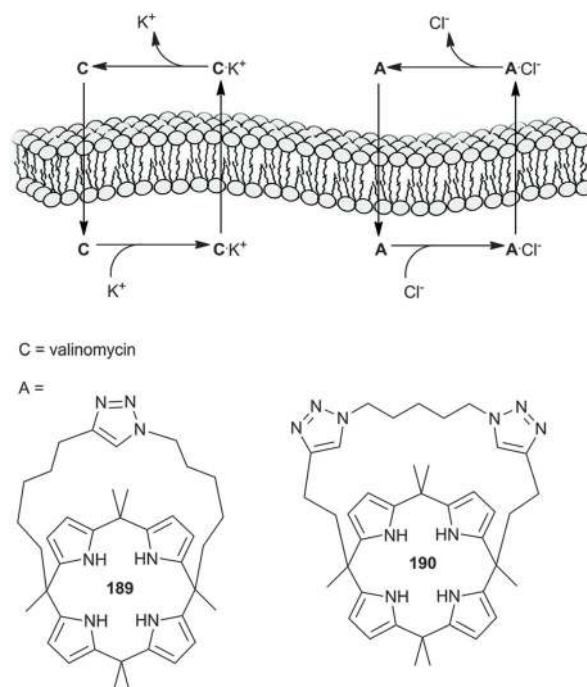 K⁺ Cl⁻
C C·K⁺ A A·Cl⁻
C C·K⁺ A A·Cl⁻
K⁺ Cl⁻
C = valinomycin
A =
N=N N N N N N N N
NH HN NH HN
189 190
NH HN NH HN